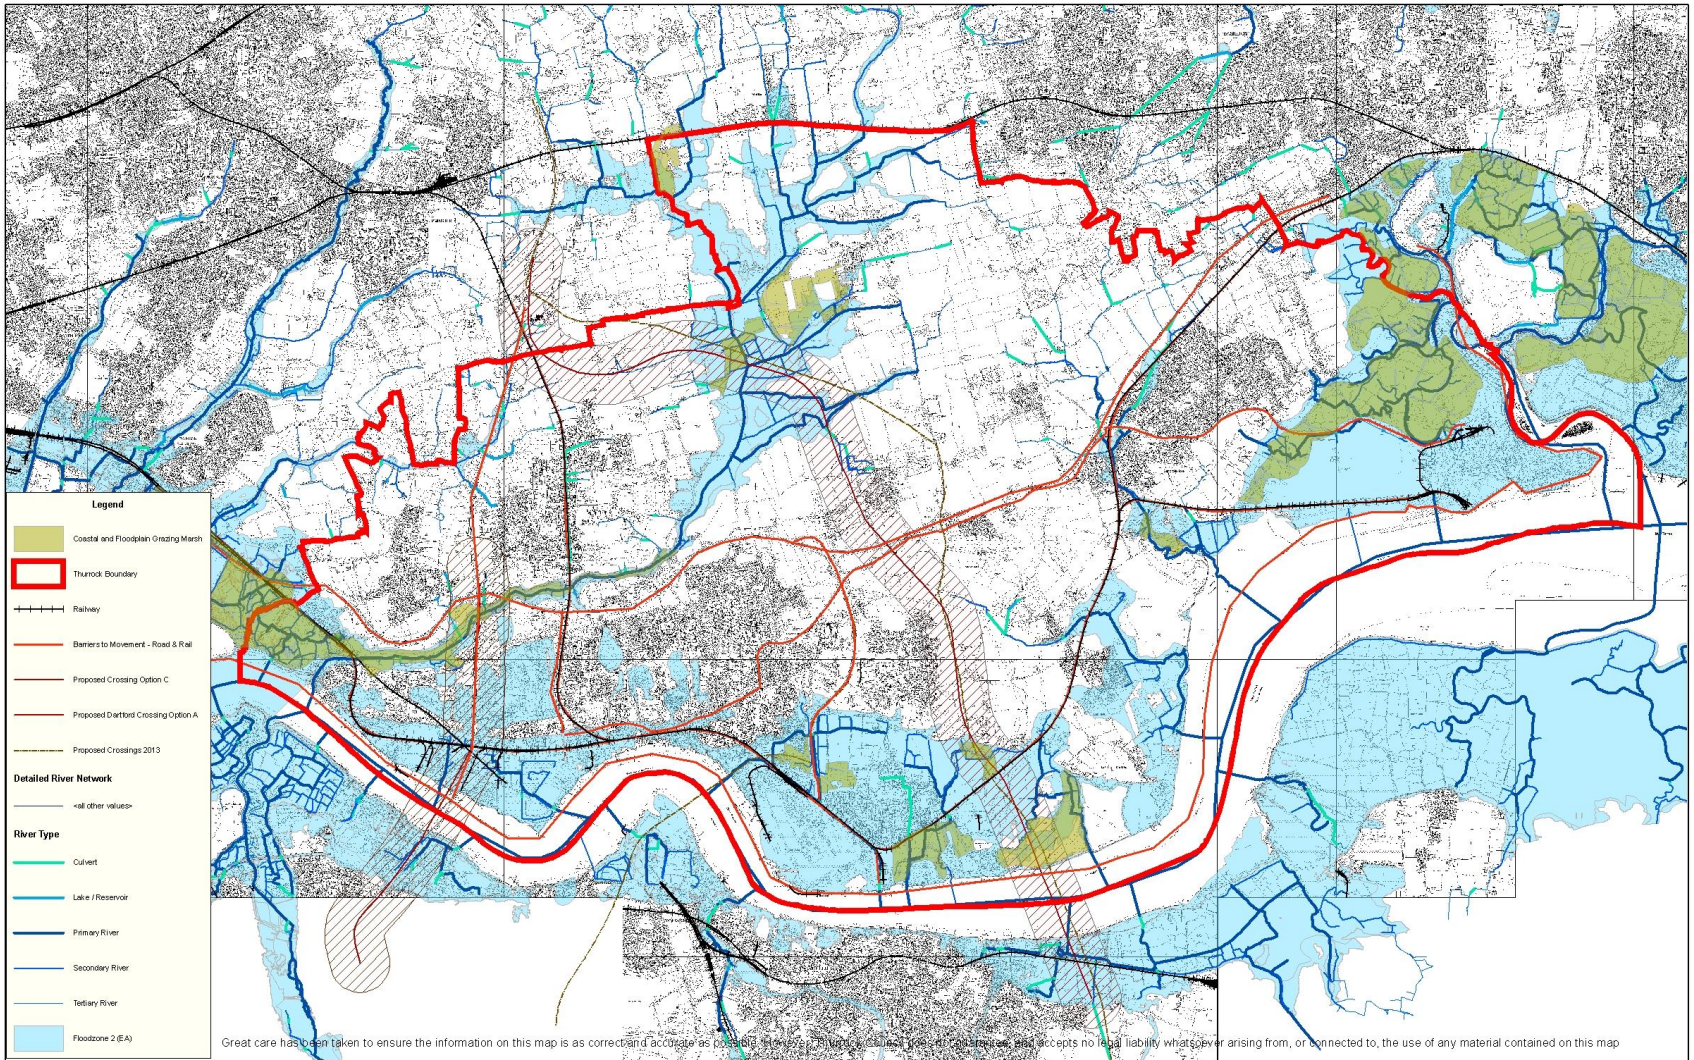 Legend
Coastal and Floodplain Grazing Marsh
Thurrock Boundary
Railway
Barriers to Movement - Road & Rail
Proposed Crossing Option C
Proposed Dartford Crossing Option A
Proposed Crossings 2013
Detailed River Network
<all other values>
River Type
Culvert
Lake / Reservoir
Primary River
Secondary River
Tertiary River
Floodzone 2 (EA)
Great care has been taken to ensure the information on this map is as correct and accurate as possible. However, Thurrock Council does not guarantee, and accepts no legal liability whatsoever arising from, or connected to, the use of any material contained on this map